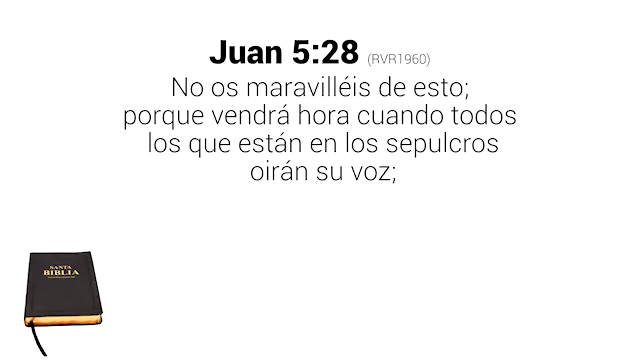 Juan 5:28 (RVR1960)
No os maravilléis de esto;
porque vendrá hora cuando todos
los que están en los sepulcros
oirán su voz;
SANTA
BIBLIA